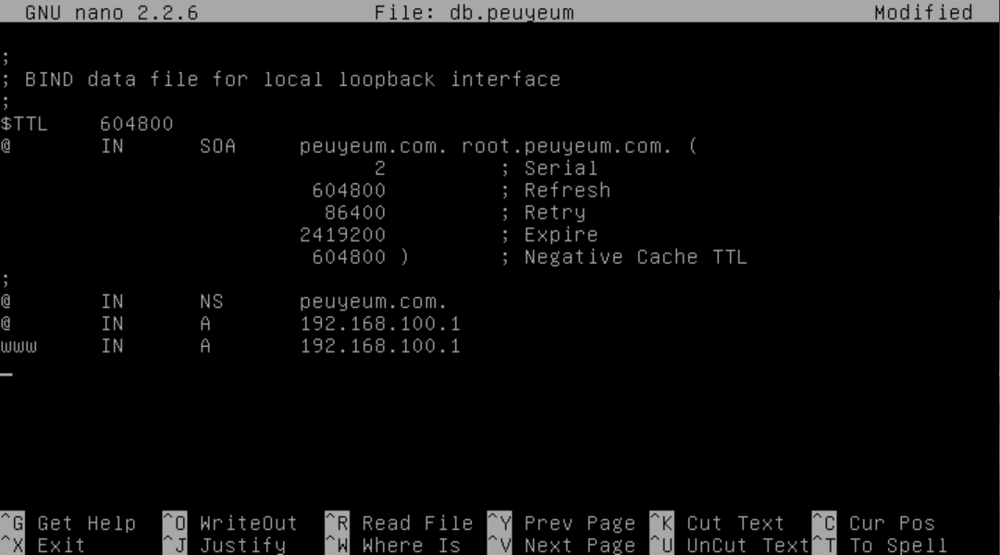 GNU nano 2.2.6 File: db.peuyeum Modified
;
; BIND data file for local loopback interface
;
$TTL 604800
@ IN SOA peuyeum.com. root.peuyeum.com. (
2 ; Serial
604800 ; Refresh
86400 ; Retry
2419200 ; Expire
604800 ) ; Negative Cache TTL
;
@ IN NS peuyeum.com.
@ IN A 192.168.100.1
www IN A 192.168.100.1
^G Get Help ^O WriteOut ^R Read File ^Y Prev Page ^K Cut Text ^C Cur Pos
^X Exit ^J Justify ^W Where Is ^V Next Page ^U UnCut Text ^T To Spell